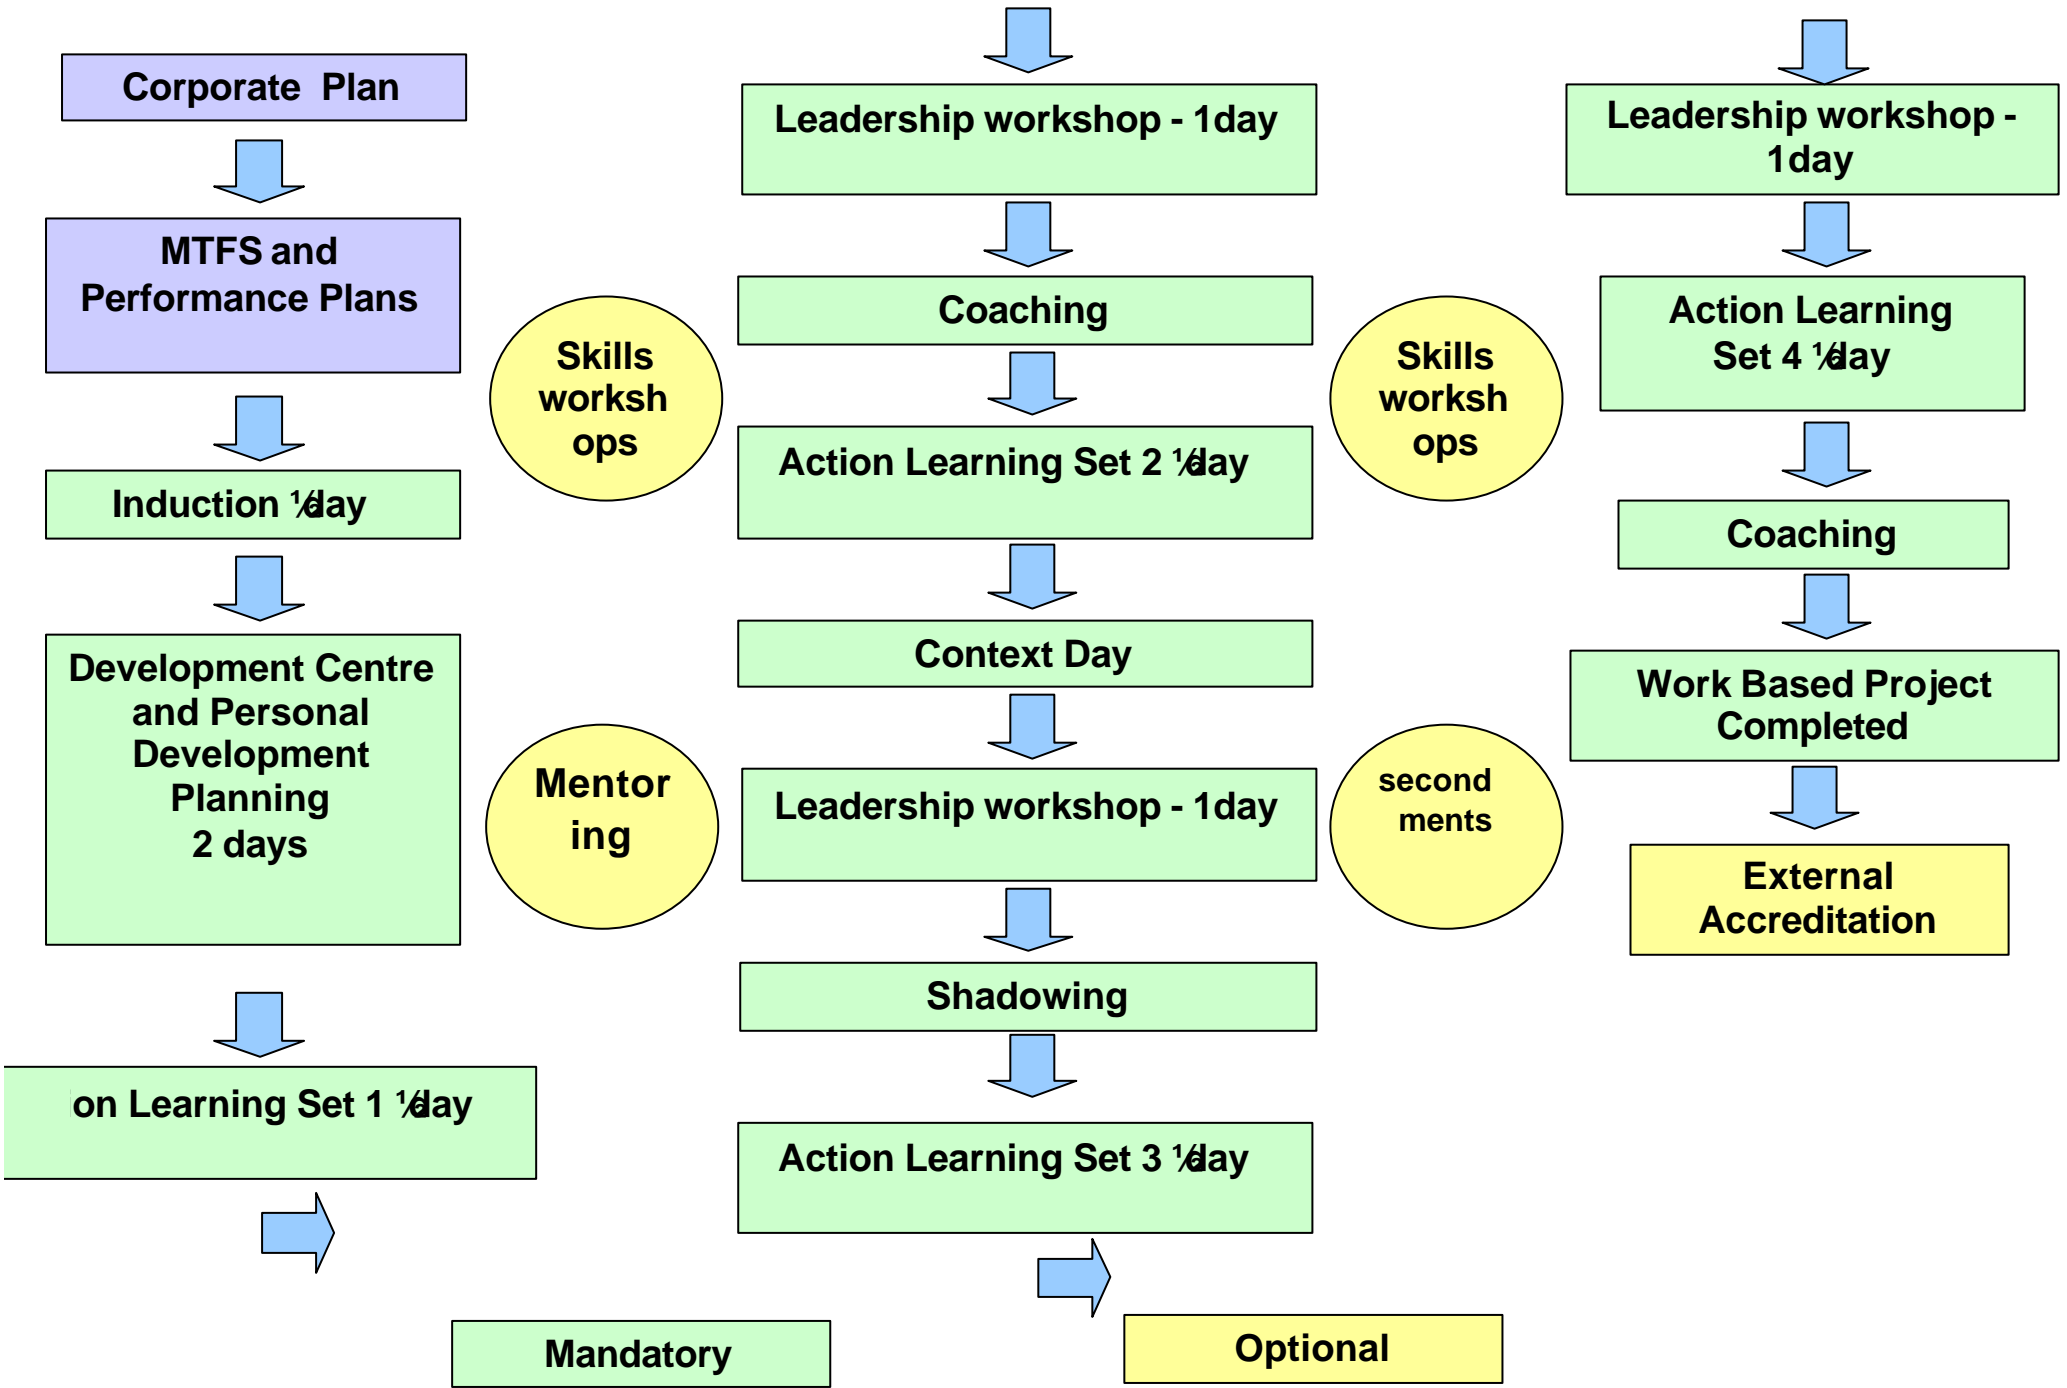 Corporate Plan
MTFS and
Performance Plans
Induction ½day
Development Centre
and Personal
Development
Planning
2 days
ion Learning Set 1 ½day
Skills
worksh
ops
Mentor
ing
Leadership workshop - 1day
Coaching
Action Learning Set 2 ½day
Context Day
Leadership workshop - 1day
Shadowing
Action Learning Set 3 ½day
Skills
worksh
ops
second
ments
Leadership workshop -
1day
Action Learning
Set 4 ½day
Coaching
Work Based Project
Completed
External
Accreditation
Mandatory
Optional